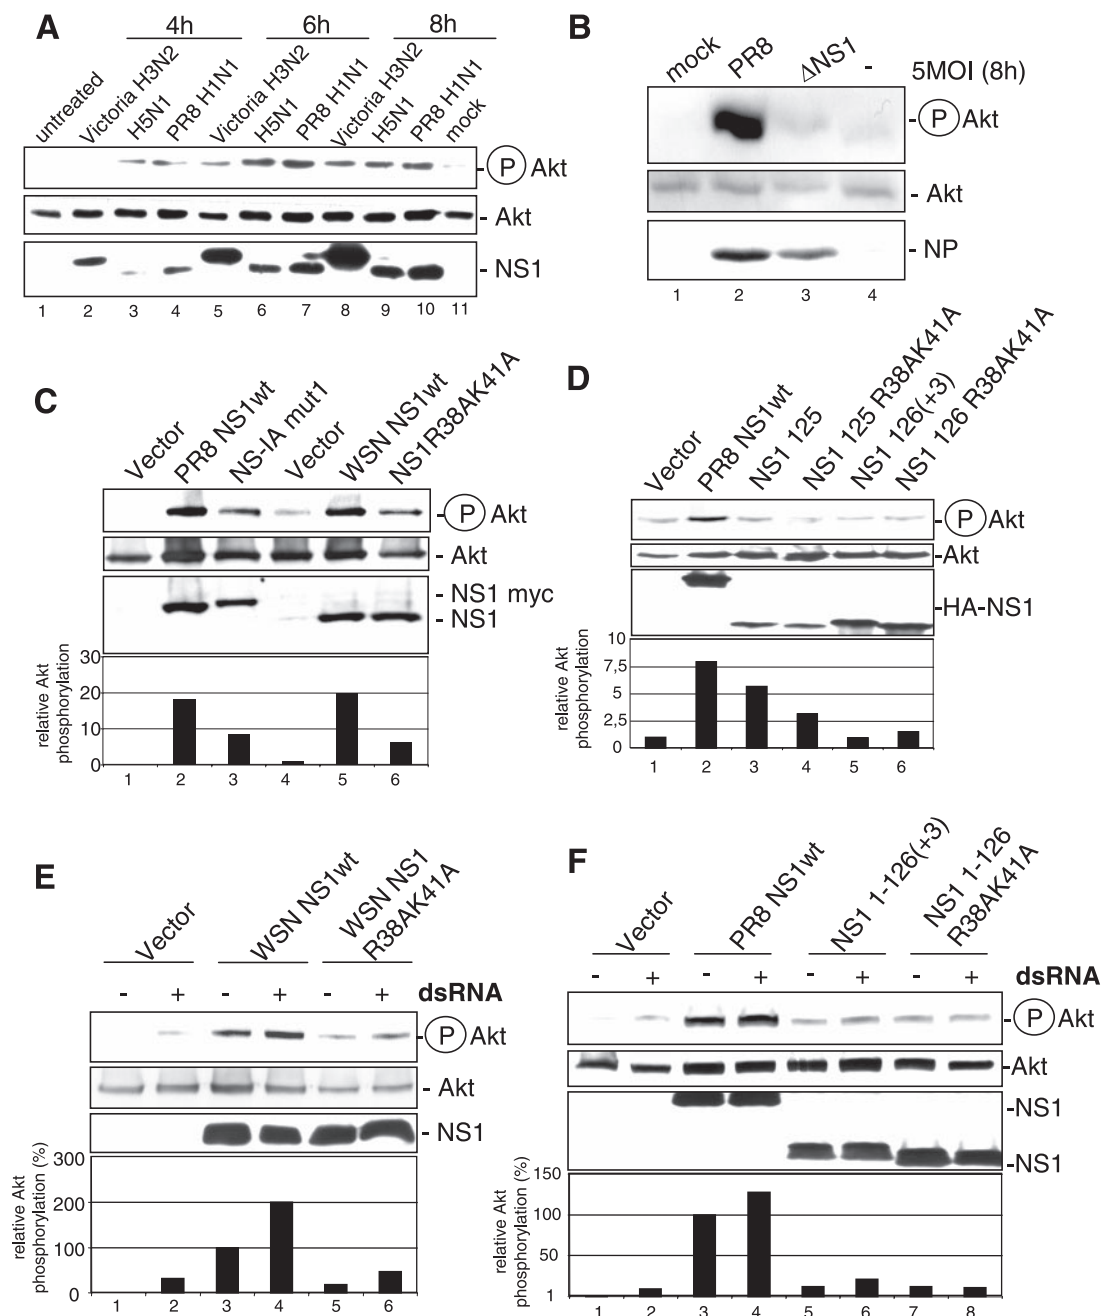 A
4h 6h 8h
untreated Victoria H3N2 H5N1 PR8 H1N1 Victoria H3N2 H5N1 PR8 H1N1 Victoria H3N2 H5N1 PR8 H1N1 mock
- P Akt
- Akt
- NS1
1 2 3 4 5 6 7 8 9 10 11
B
mock PR8 ΔNS1 - 5MOI (8h)
- P Akt
- Akt
- NP
1 2 3 4
C
Vector PR8 NS1wt NS-IA mut1 Vector WSN NS1wt NS1R38AK41A
- P Akt
- Akt
- NS1 myc
- NS1
relative Akt
phosphorylation
30
20
10
0
1 2 3 4 5 6
D
Vector PR8 NS1wt NS1 125 NS1 125 R38AK41A NS1 126(+3) NS1 126 R38AK41A
- P Akt
-Akt
-HA-NS1
relative Akt
phosphorylation
10
7,5
5
2,5
0
1 2 3 4 5 6
E
Vector WSN NS1wt WSN NS1
R38AK41A
- + - + - + dsRNA
- P Akt
- Akt
- NS1
relative Akt
phosphorylation (%)
300
200
100
0
1 2 3 4 5 6
F
Vector PR8 NS1wt NS1 1-126(+3) NS1 1-126
R38AK41A
- + - + - + - + dsRNA
- P Akt
-Akt
-NS1
-NS1
relative Akt
phosphorylation (%)
150
100
50
1
1 2 3 4 5 6 7 8